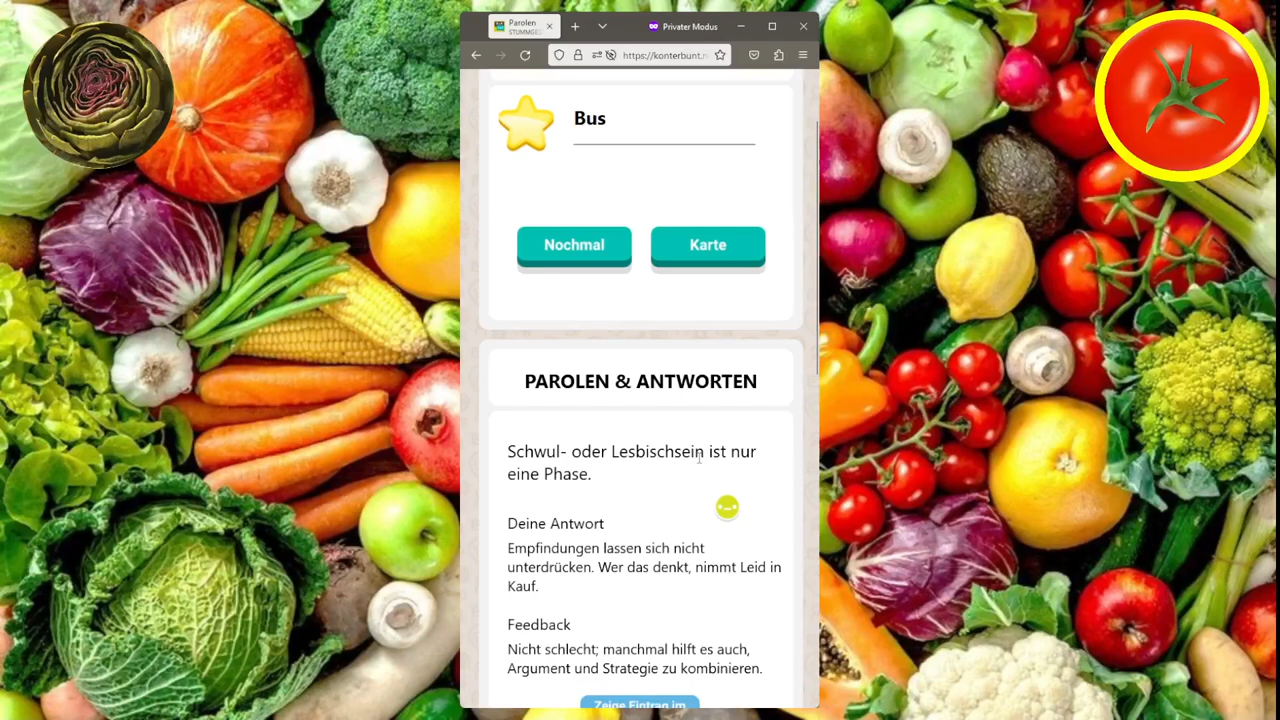 Parolen
Privater Modus
https://konterbunt.
Bus
Nochmal
Karte
PAROLEN & ANTWORTEN
Schwul- oder Lesbischsein ist nur
eine Phase.
Deine Antwort
Empfindungen lassen sich nicht
unterdrücken. Wer das denkt, nimmt Leid in
Kauf.
Feedback
Nicht schlecht; manchmal hilft es auch,
Argument und Strategie zu kombinieren.
Zeige Eintrag im